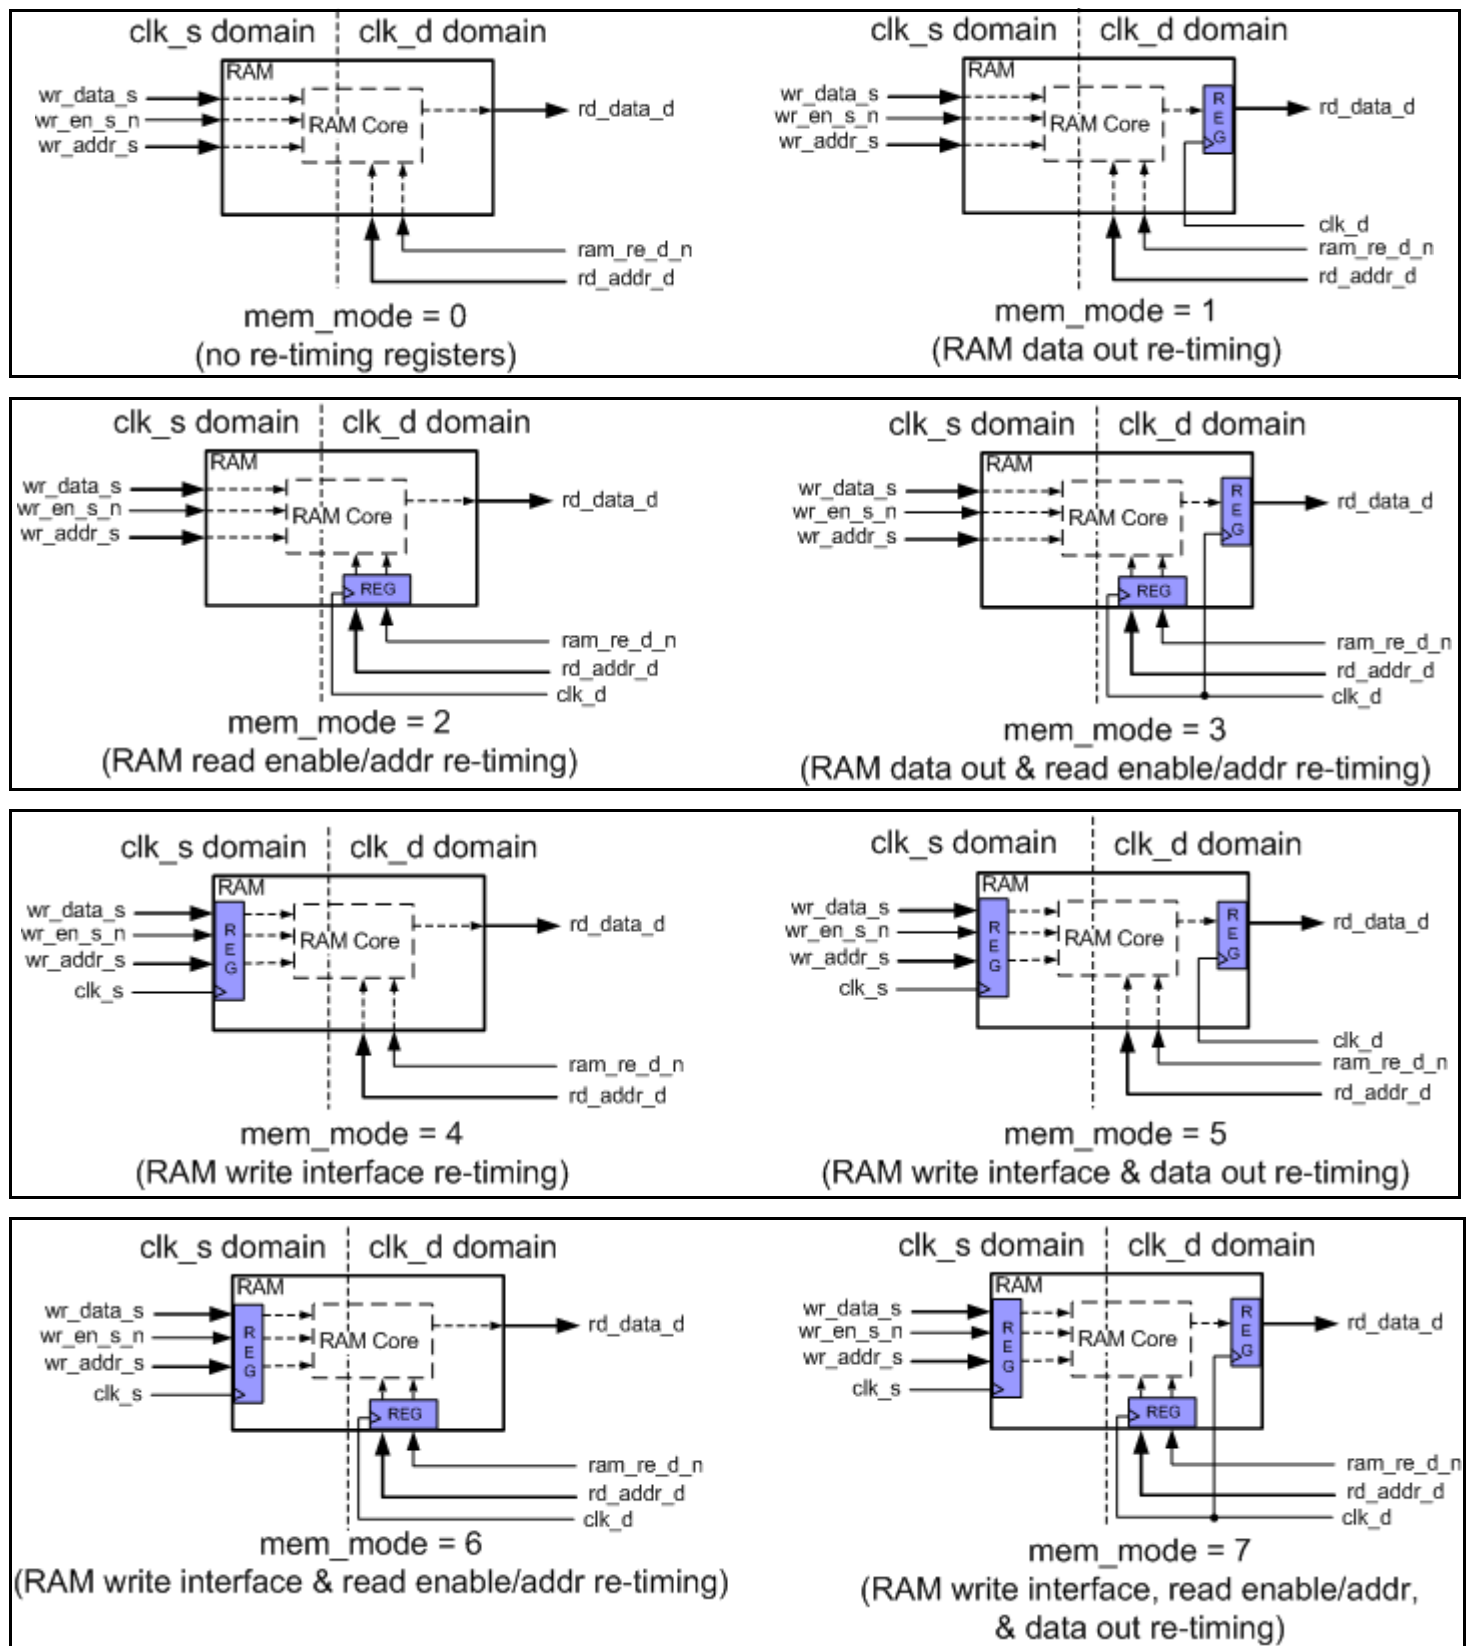 clk_s domain clk_d domain
RAM
wr_data_s
wr_en_s_n
wr_addr_s
RAM Core
rd_data_d
ram_re_d_n
rd_addr_d
mem_mode = 0
(no re-timing registers)
clk_s domain clk_d domain
RAM
wr_data_s
wr_en_s_n
wr_addr_s
RAM Core
REG
rd_data_d
clk_d
ram_re_d_n
rd_addr_d
mem_mode = 1
(RAM data out re-timing)
clk_s domain clk_d domain
RAM
wr_data_s
wr_en_s_n
wr_addr_s
RAM Core
rd_data_d
REG
ram_re_d_n
rd_addr_d
clk_d
mem_mode = 2
(RAM read enable/addr re-timing)
clk_s domain clk_d domain
RAM
wr_data_s
wr_en_s_n
wr_addr_s
RAM Core
REG
rd_data_d
REG
ram_re_d_n
rd_addr_d
clk_d
mem_mode = 3
(RAM data out & read enable/addr re-timing)
clk_s domain clk_d domain
RAM
wr_data_s
wr_en_s_n
wr_addr_s
clk_s
REG
RAM Core
rd_data_d
ram_re_d_n
rd_addr_d
mem_mode = 4
(RAM write interface re-timing)
clk_s domain clk_d domain
RAM
wr_data_s
wr_en_s_n
wr_addr_s
clk_s
REG
RAM Core
REG
rd_data_d
clk_d
ram_re_d_n
rd_addr_d
mem_mode = 5
(RAM write interface & data out re-timing)
clk_s domain clk_d domain
RAM
wr_data_s
wr_en_s_n
wr_addr_s
clk_s
REG
RAM Core
rd_data_d
REG
ram_re_d_n
rd_addr_d
clk_d
mem_mode = 6
(RAM write interface & read enable/addr re-timing)
clk_s domain clk_d domain
RAM
wr_data_s
wr_en_s_n
wr_addr_s
clk_s
REG
RAM Core
REG
rd_data_d
REG
ram_re_d_n
rd_addr_d
clk_d
mem_mode = 7
(RAM write interface, read enable/addr,
& data out re-timing)